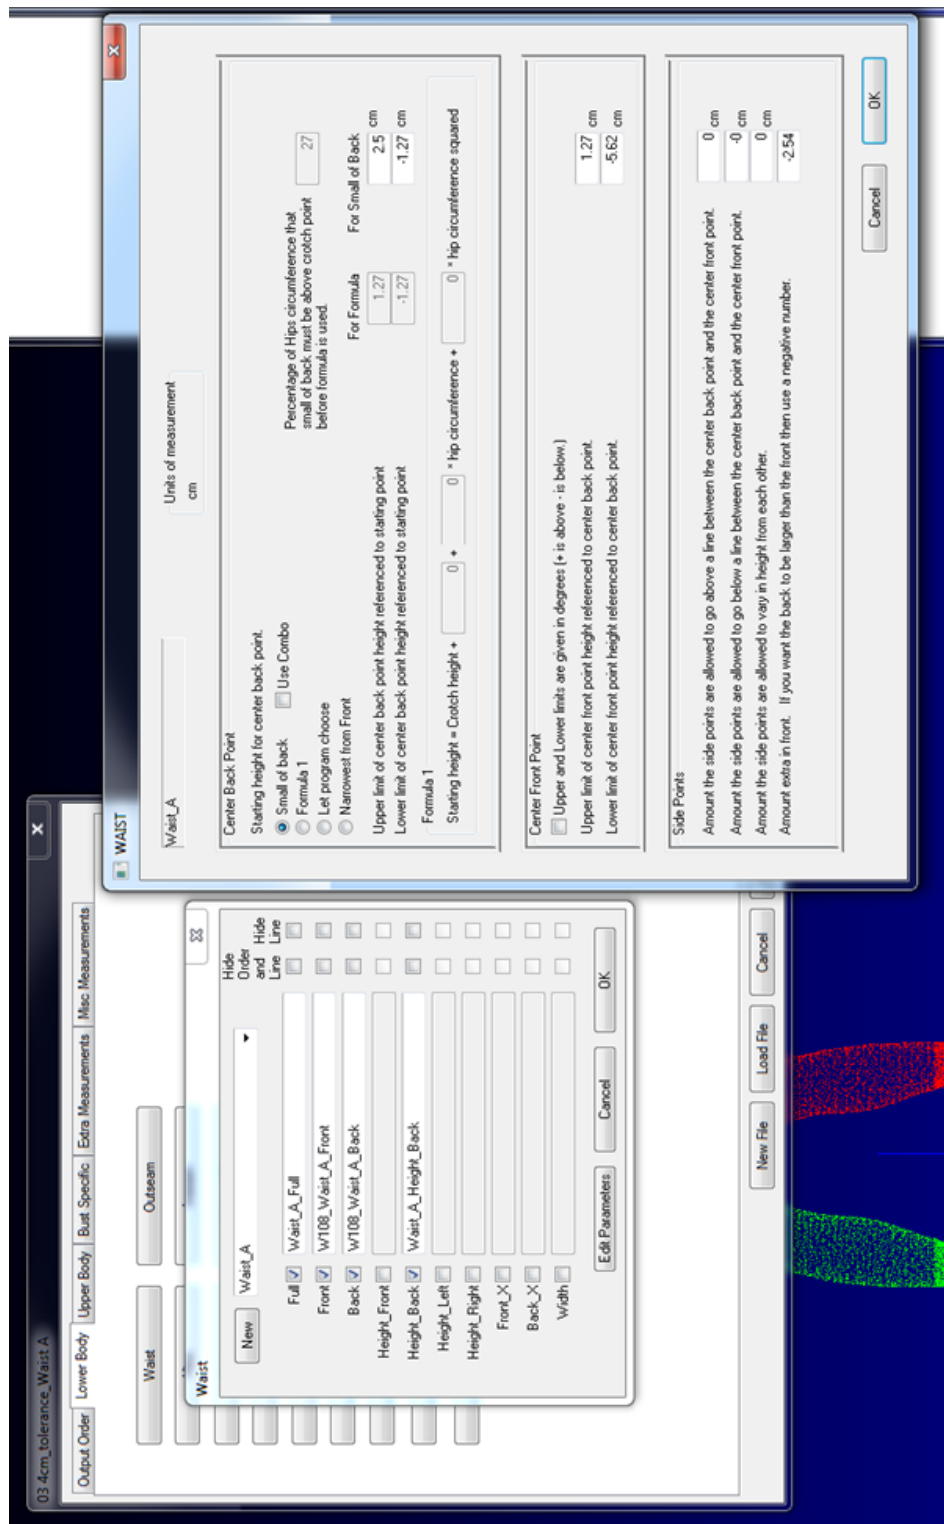 03 4cm_tolerance_Waist A
Output Order
Lower Body
Upper Body
Bust Specific
Extra Measurements
Misc Measurements
Waist
Outseam
New File
Load File
Cancel
Waist
New
Waist_A
Hide
Order
and
Line
Hide
Line
Full
Waist_A_Full
Front
W108_Waist_A_Front
Back
W108_Waist_A_Back
Height_Front
Height_Back
Waist_A_Height_Back
Height_Left
Height_Right
Front_X
Back_X
Width
Edit Parameters
Cancel
OK
WAIST
Waist_A
Units of measurement
cm
Center Back Point
Starting height for center back point.
Small of back
Use Combo
Formula 1
Let program choose
Narrowest from Front
Percentage of Hips circumference that
small of back must be above crotch point
before formula is used.
27
For Formula
For Small of Back
Upper limit of center back point height referenced to starting point
1.27
2.5 cm
Lower limit of center back point height referenced to starting point
-1.27
-1.27 cm
Formula 1
Starting height = Crotch height + 0 + 0 * hip circumference + 0 * hip circumference squared
Center Front Point
Upper and Lower limits are given in degrees (+ is above - is below.)
Upper limit of center front point height referenced to center back point.
1.27 cm
Lower limit of center front point height referenced to center back point.
-5.62 cm
Side Points
Amount the side points are allowed to go above a line between the center back point and the center front point.
0 cm
Amount the side points are allowed to go below a line between the center back point and the center front point.
-0 cm
Amount the side points are allowed to vary in height from each other.
0 cm
Amount extra in front. If you want the back to be larger than the front then use a negative number.
-2.54
Cancel
OK